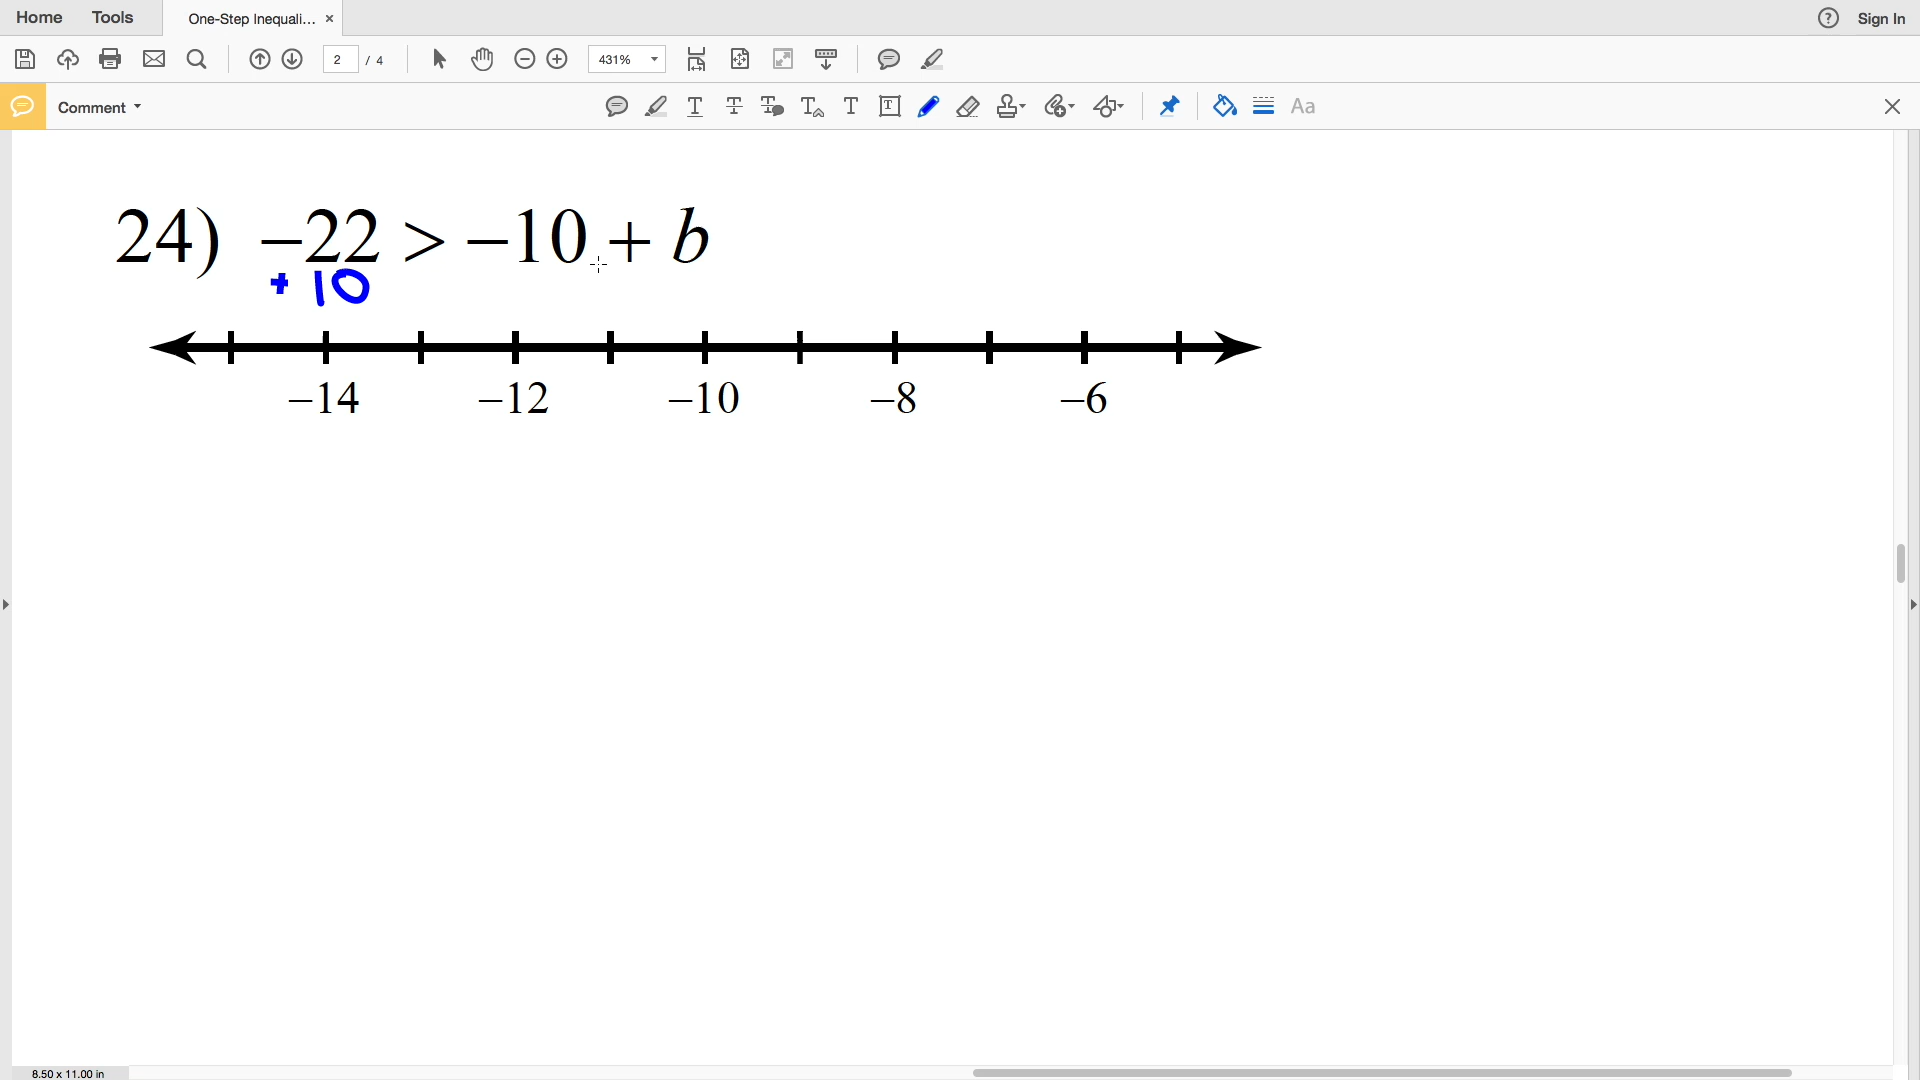 Home Tools One-Step Inequali... × ? Sign In
2 / 4 431%
Comment T T T T T T Aa
24) −22 > −10 + b
+ 10
−14 −12 −10 −8 −6
8.50 x 11.00 in